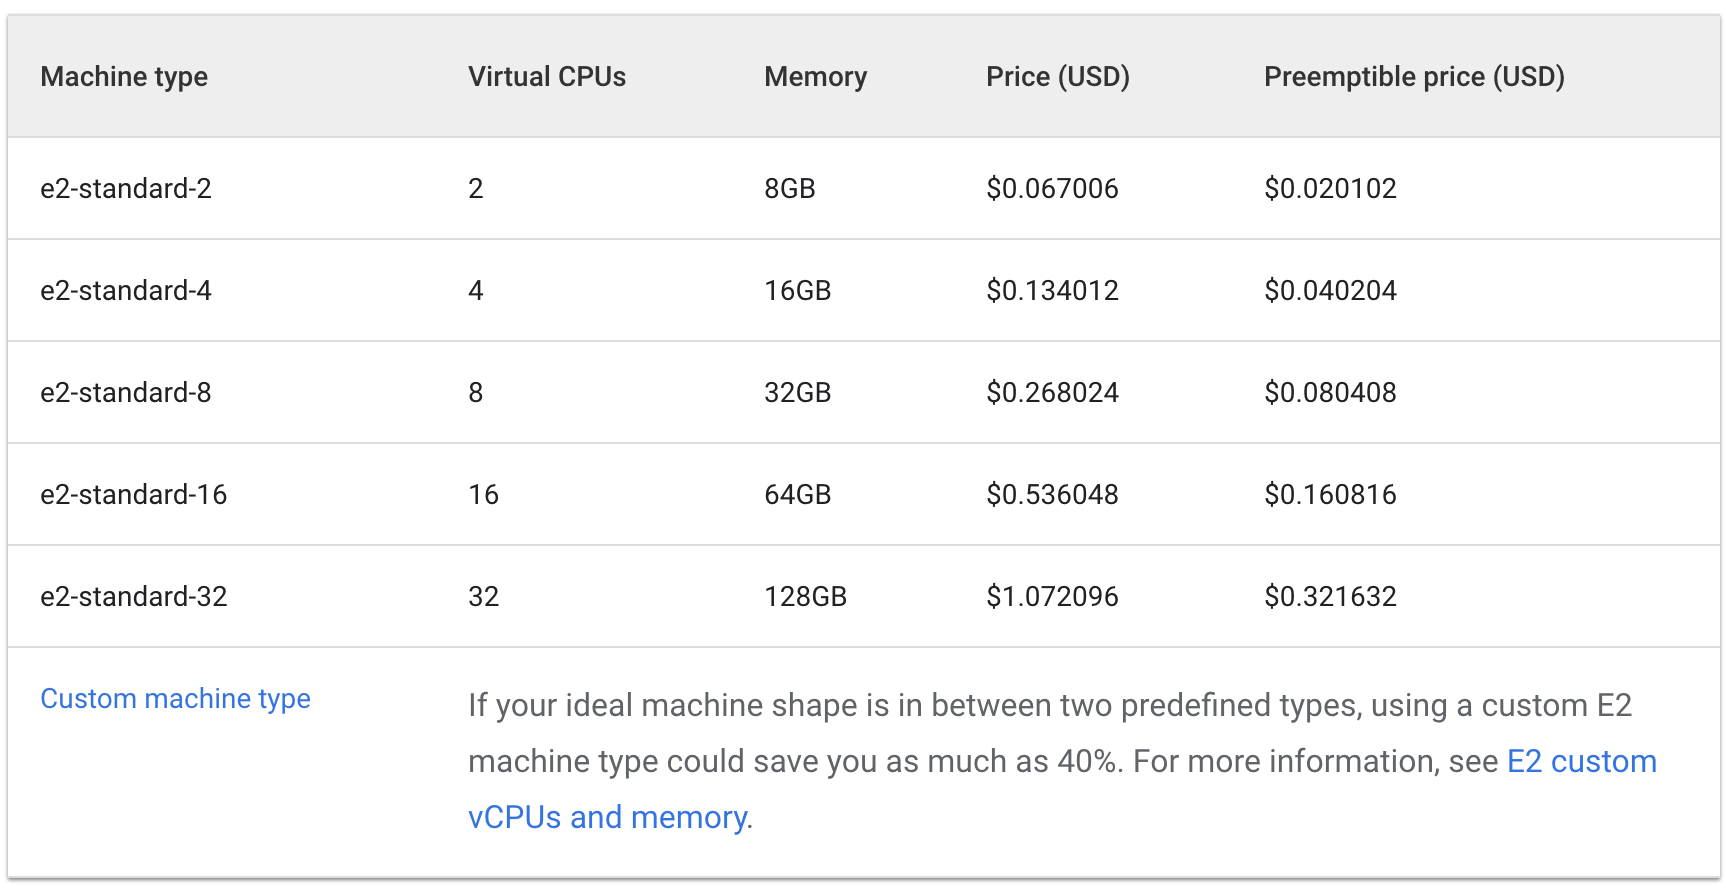 Machine type Virtual CPUs Memory Price (USD) Preemptible price (USD)
e2-standard-2 2 8GB $0.067006 $0.020102
e2-standard-4 4 16GB $0.134012 $0.040204
e2-standard-8 8 32GB $0.268024 $0.080408
e2-standard-16 16 64GB $0.536048 $0.160816
e2-standard-32 32 128GB $1.072096 $0.321632
Custom machine type If your ideal machine shape is in between two predefined types, using a custom E2
machine type could save you as much as 40%. For more information, see E2 custom
vCPUs and memory.